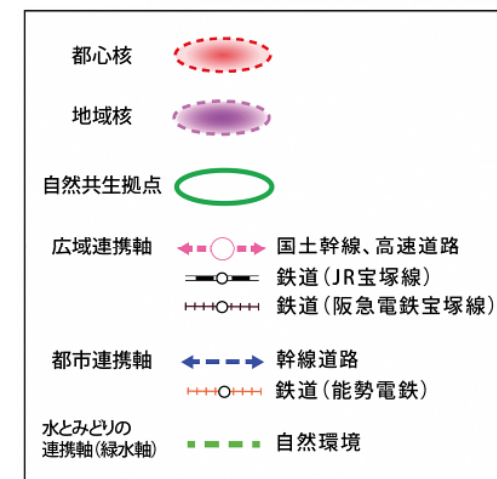 都心核
地域核
自然共生拠点
広域連携軸 国土幹線、高速道路
鉄道(JR宝塚線)
鉄道(阪急電鉄宝塚線)
都市連携軸 幹線道路
鉄道(能勢電鉄)
水とみどりの
連携軸(緑水軸) 自然環境